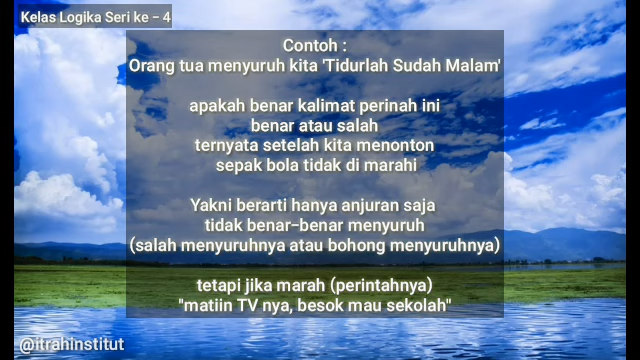 Kelas Logika Seri ke - 4
Contoh :
Orang tua menyuruh kita 'Tidurlah Sudah Malam'
apakah benar kalimat perinah ini
benar atau salah
ternyata setelah kita menonton
sepak bola tidak di marahi
Yakni berarti hanya anjuran saja
tidak benar-benar menyuruh
(salah menyuruhnya atau bohong menyuruhnya)
tetapi jika marah (perintahnya)
"matiin TV nya, besok mau sekolah"
@itrahinstitut